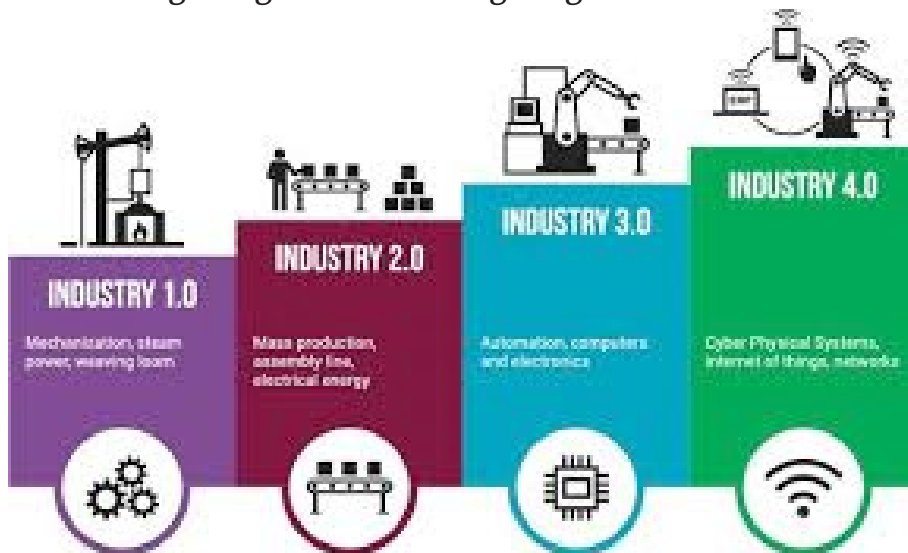 INDUSTRY 1.0
Mechanization, steam
power, weaving loom
INDUSTRY 2.0
Mass production,
assembly line,
electrical energy
INDUSTRY 3.0
Automation, computers
and electronics
INDUSTRY 4.0
Cyber Physical Systems,
internet of things, networks